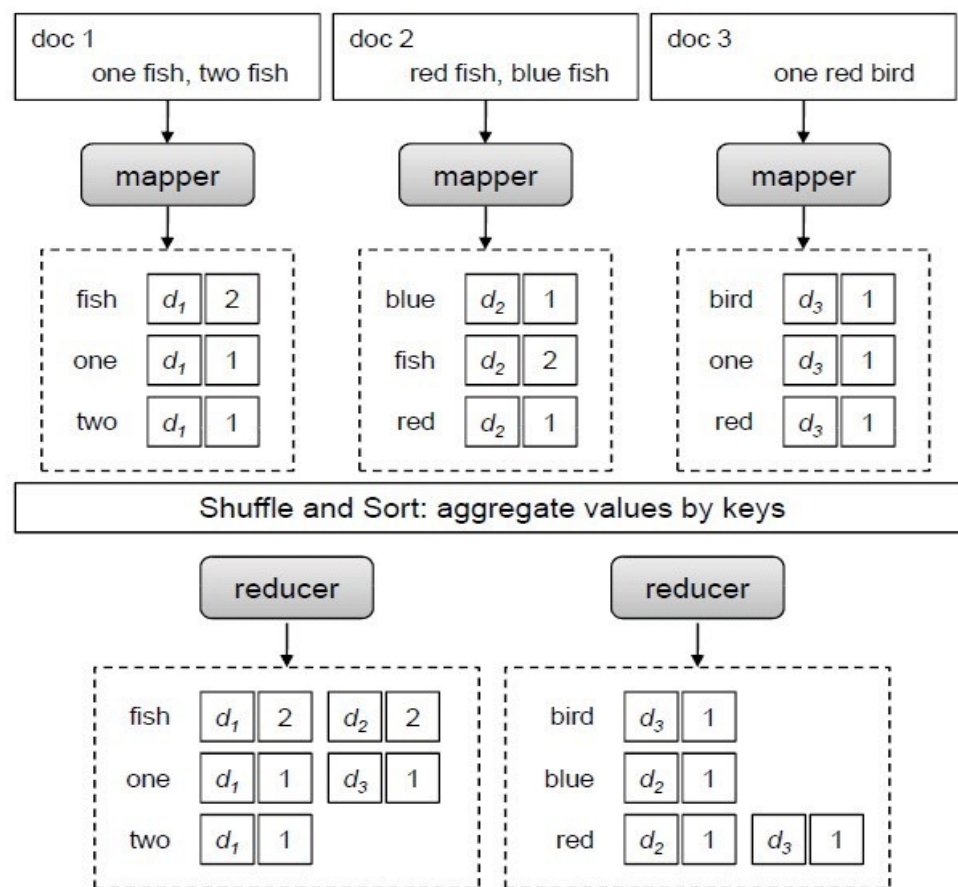 doc 1
one fish, two fish
doc 2
red fish, blue fish
doc 3
one red bird
mapper
mapper
mapper
fish d₁ 2
one d₁ 1
two d₁ 1
blue d₂ 1
fish d₂ 2
red d₂ 1
bird d₃ 1
one d₃ 1
red d₃ 1
Shuffle and Sort: aggregate values by keys
reducer
reducer
fish d₁ 2 d₂ 2
one d₁ 1 d₃ 1
two d₁ 1
bird d₃ 1
blue d₂ 1
red d₂ 1 d₃ 1